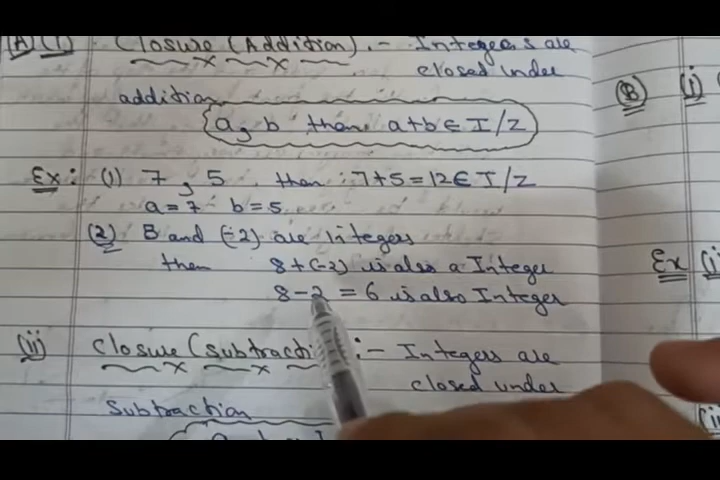 (A) (i) Closure (Addition) :- Integers are
closed under
addition
a, b then a+b ∈ I/Z
Ex: (1) 7, 5 then : 7+5 = 12 ∈ I/Z
a=7 b=5
(2) 8 and (-2) are Integers
then 8+(-2) is also a Integer
8-2 = 6 is also Integer
(ii) Closure (Subtracti :- Integers are
closed under
Subtraction
(B) (i)
Ex (i